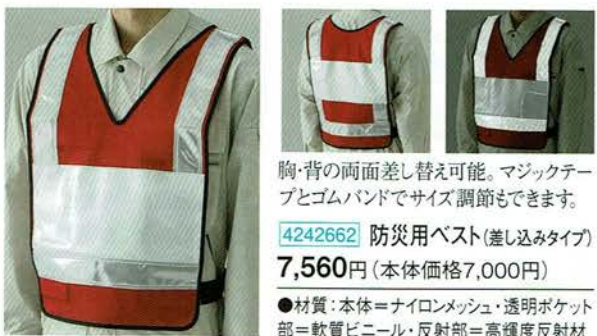 胸・背の両面差し替え可能。マジックテー
プとゴムバンドでサイズ調節もできます。
4242662 防災用ベスト(差し込みタイプ)
7,560円(本体価格7,000円)
●材質:本体=ナイロンメッシュ・透明ポケット
部=軟質ビニール・反射部=高輝度反射材